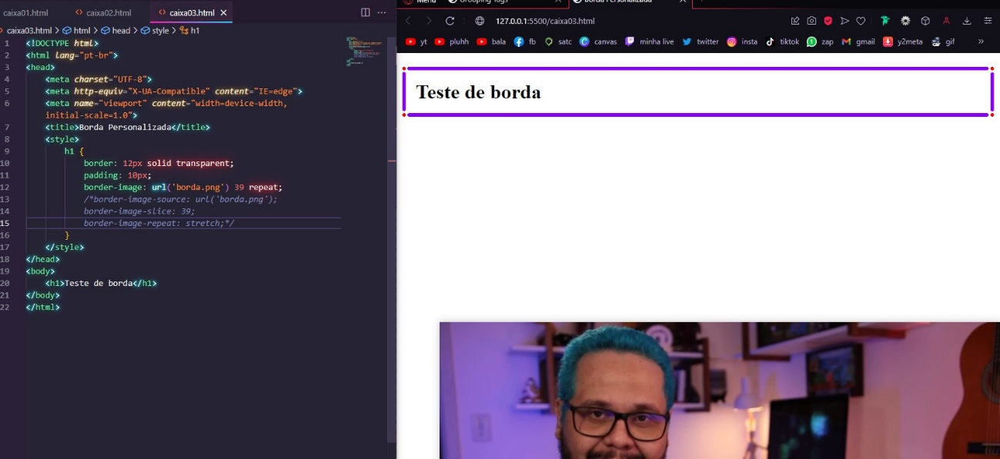 caixa01.html
caixa02.html
caixa03.html
caixa03.html > html > head > style > h1
1 <!DOCTYPE html>
2 <html lang="pt-br">
3 <head>
4 <meta charset="UTF-8">
5 <meta http-equiv="X-UA-Compatible" content="IE=edge">
6 <meta name="viewport" content="width=device-width,
initial-scale=1.0">
7 <title>Borda Personalizada</title>
8 <style>
9 h1 {
10 border: 12px solid transparent;
11 padding: 10px;
12 border-image: url('borda.png') 39 repeat;
13 /*border-image-source: url('borda.png');
14 border-image-slice: 39;
15 border-image-repeat: stretch;*/
16 }
17 </style>
18 </head>
19 <body>
20 <h1>Teste de borda</h1>
21 </body>
22 </html>
Menu
Grouping Tags
Borda Personalizada
127.0.0.1:5500/caixa03.html
yt
pluhh
bala
fb
satc
canvas
minha live
twitter
insta
tiktok
zap
gmail
y2meta
gif
Teste de borda